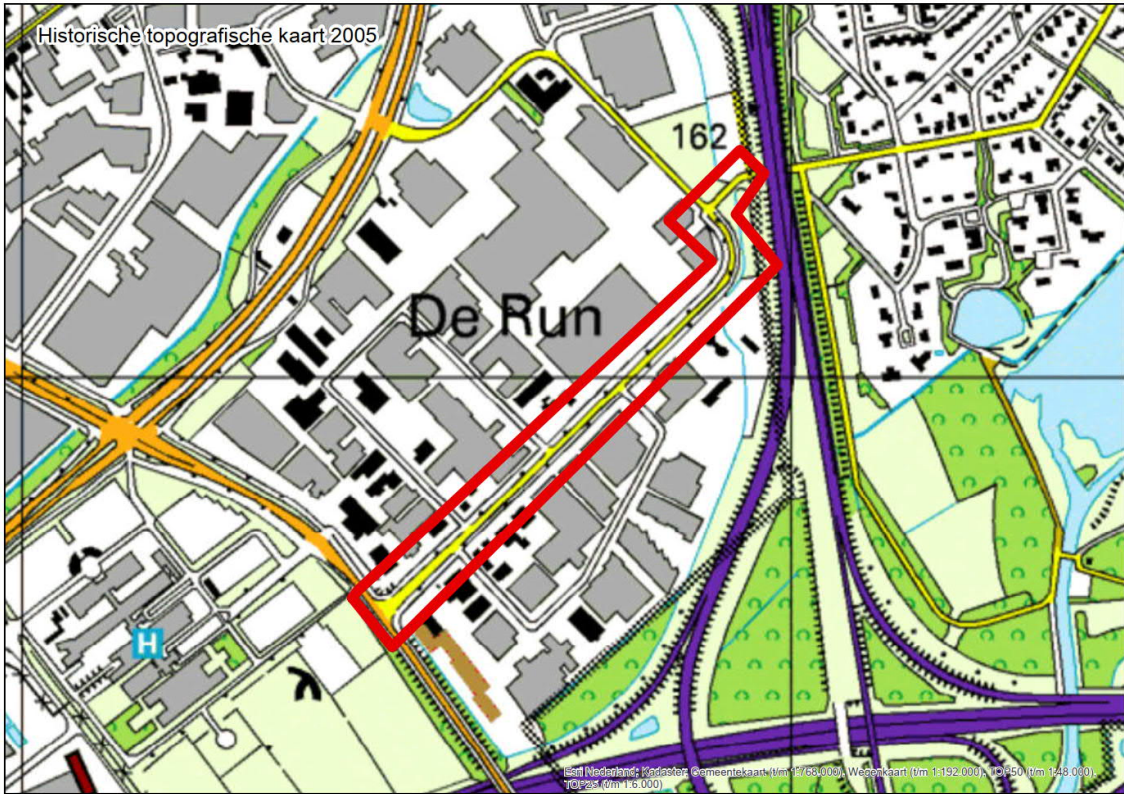 Historische topografische kaart 2005
162
De Run
H
Esri Nederland; Kadaster; Gemeentekaart (t/m 1:768.000), Wegenkaart (t/m 1:192.000), TOP50 (t/m 1:48.000),
TOP25 (t/m 1:6.000)